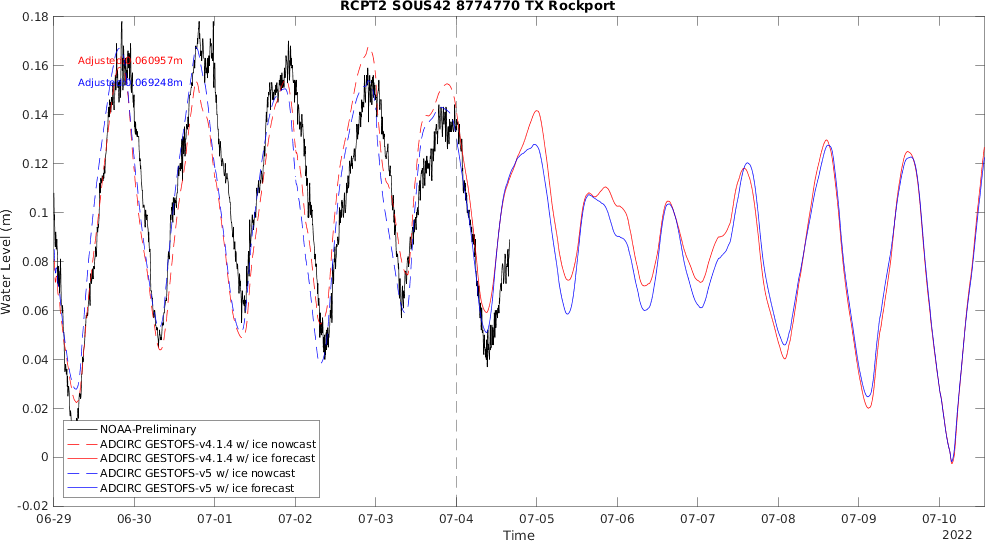 RCPT2 SOUS42 8774770 TX Rockport
0.18
0.16
0.14
0.12
0.1
0.08
0.06
0.04
0.02
0
-0.02
Water Level (m)
Adjusted 0.060957m
Adjusted 0.069248m
NOAA-Preliminary
ADCIRC GESTOFS-v4.1.4 w/ ice nowcast
ADCIRC GESTOFS-v4.1.4 w/ ice forecast
ADCIRC GESTOFS-v5 w/ ice nowcast
ADCIRC GESTOFS-v5 w/ ice forecast
06-29 06-30 07-01 07-02 07-03 07-04 07-05 07-06 07-07 07-08 07-09 07-10
Time
2022